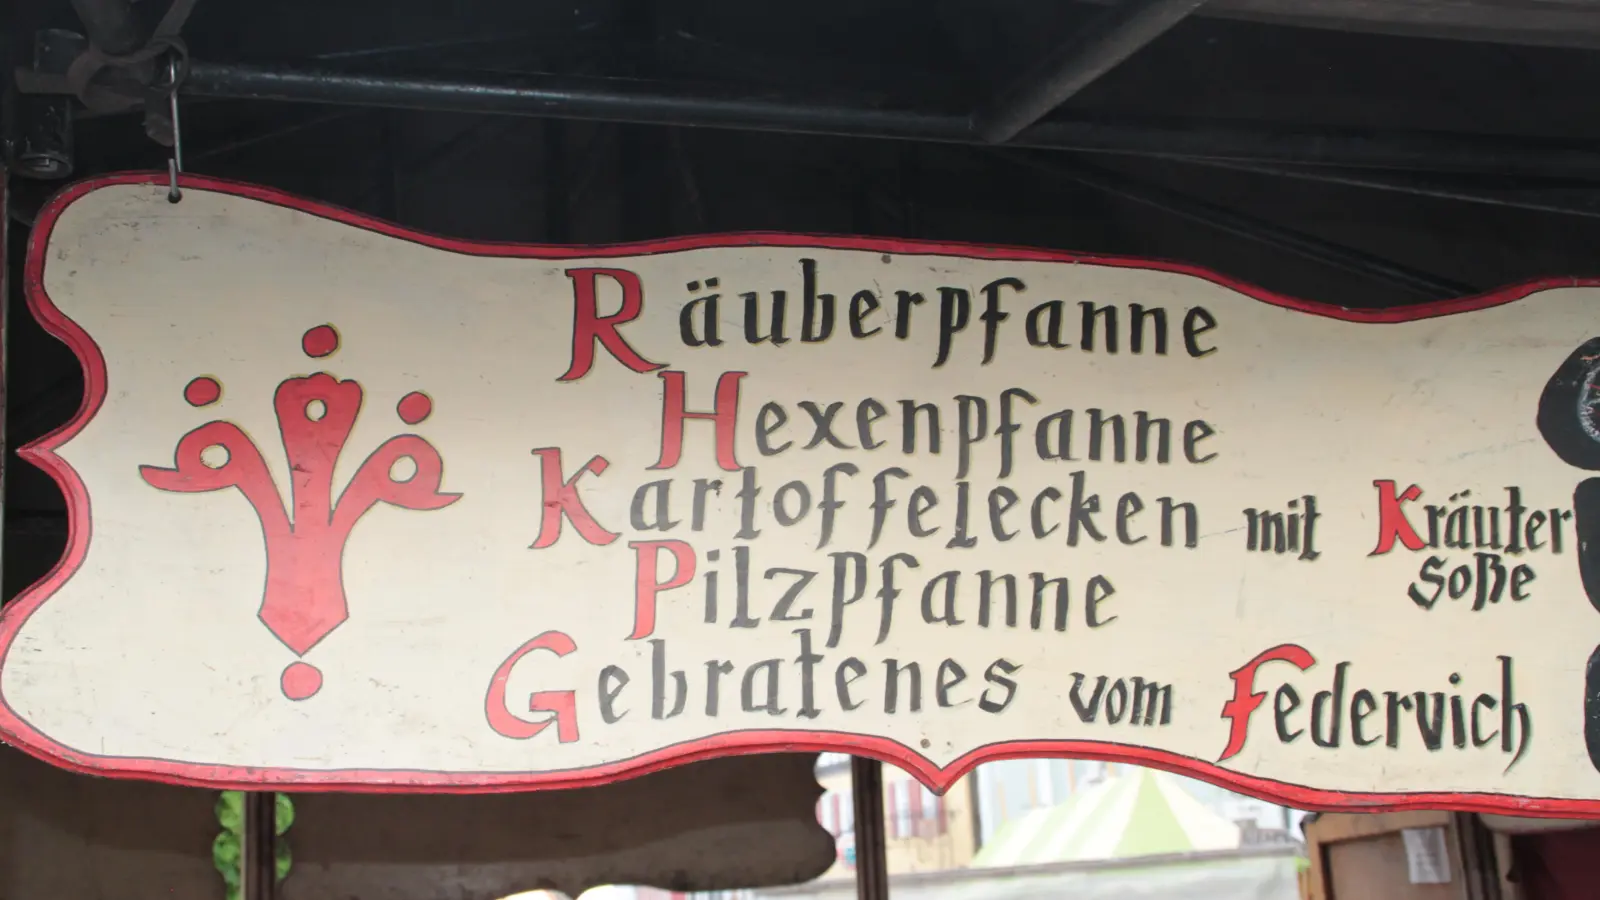 Räuberpfanne
Hexenpfanne
Kartoffelecken mit Kräuter
soße
Pilzpfanne
Gebratenes vom Federvich